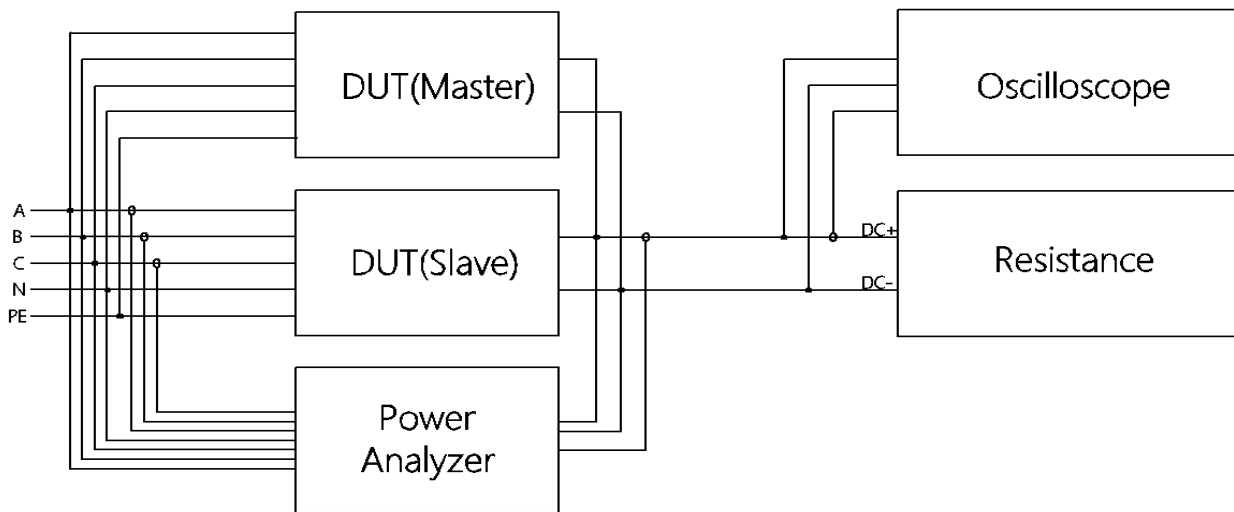 DUT(Master)
Oscilloscope
A
B
C
N
PE
DUT(Slave)
DC+
DC-
Resistance
Power
Analyzer